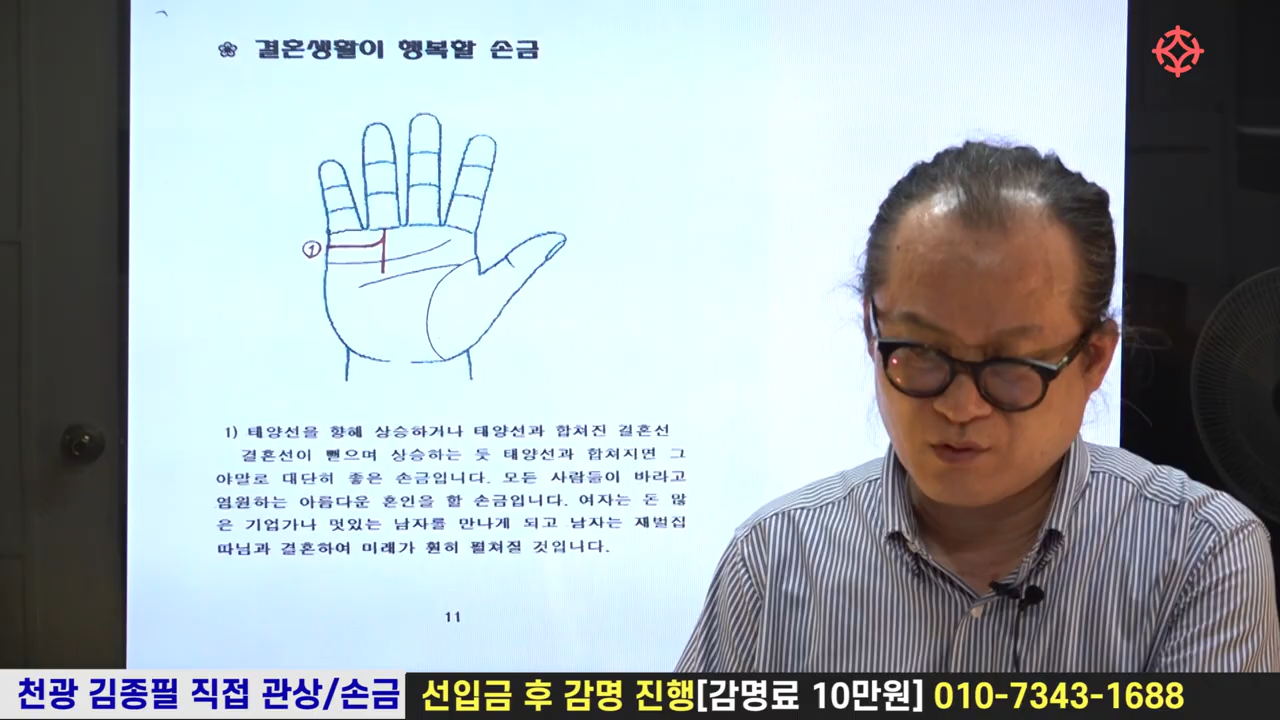 ❀ 결혼생활이 행복할 손금
①
1) 태양선을 향해 상승하거나 태양선과 합쳐진 결혼선
결혼선이 뻗으며 상승하는 듯 태양선과 합쳐지면 그
야말로 대단히 좋은 손금입니다. 모든 사람들이 바라고
염원하는 아름다운 혼인을 할 손금입니다. 여자는 돈 많
은 기업가나 멋있는 남자를 만나게 되고 남자는 재벌집
따님과 결혼하여 미래가 훤히 펼쳐질 것입니다.
11
천광 김종필 직접 관상/손금 선입금 후 감명 진행[감명료 10만원] 010-7343-1688